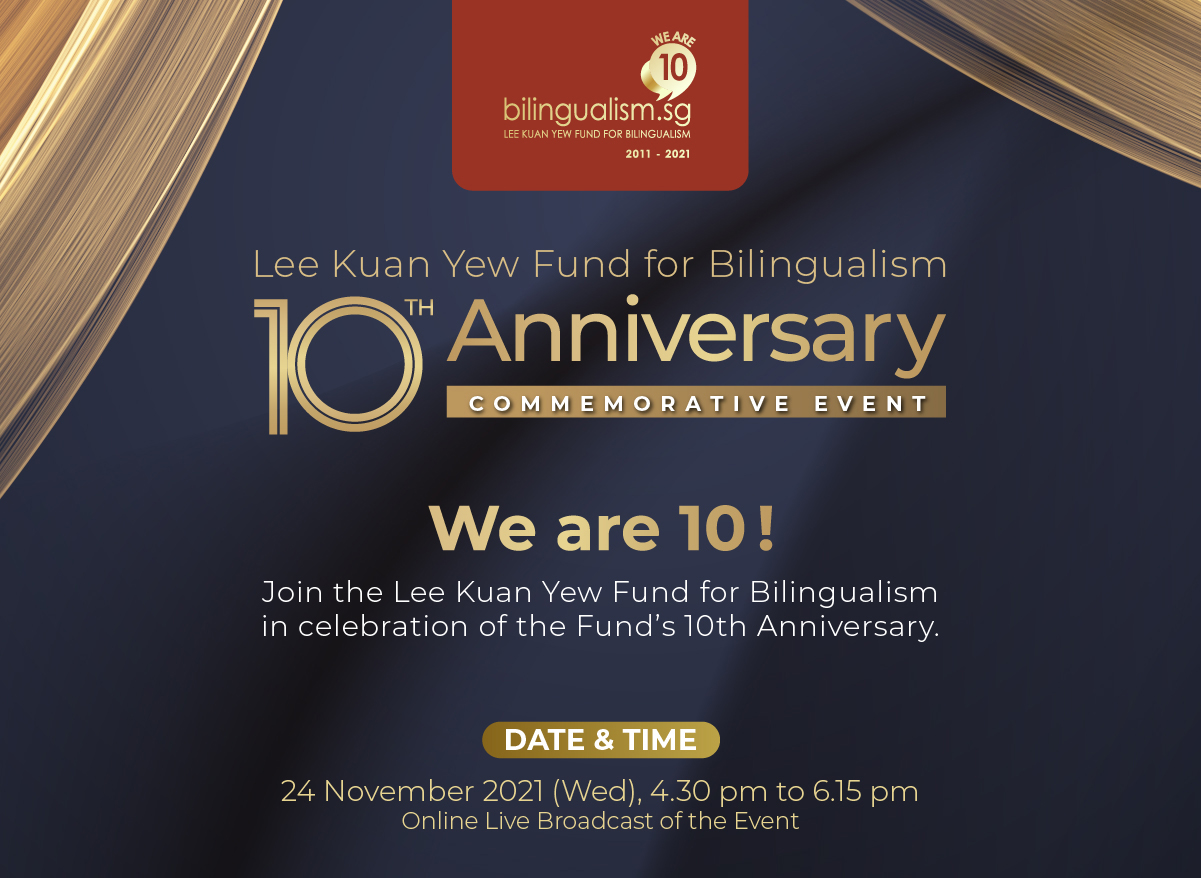 WE ARE
10
bilingualism.sg
LEE KUAN YEW FUND FOR BILINGUALISM
2011 - 2021
Lee Kuan Yew Fund for Bilingualism
10TH Anniversary
COMMEMORATIVE EVENT
We are 10 !
Join the Lee Kuan Yew Fund for Bilingualism
in celebration of the Fund’s 10th Anniversary.
DATE & TIME
24 November 2021 (Wed), 4.30 pm to 6.15 pm
Online Live Broadcast of the Event